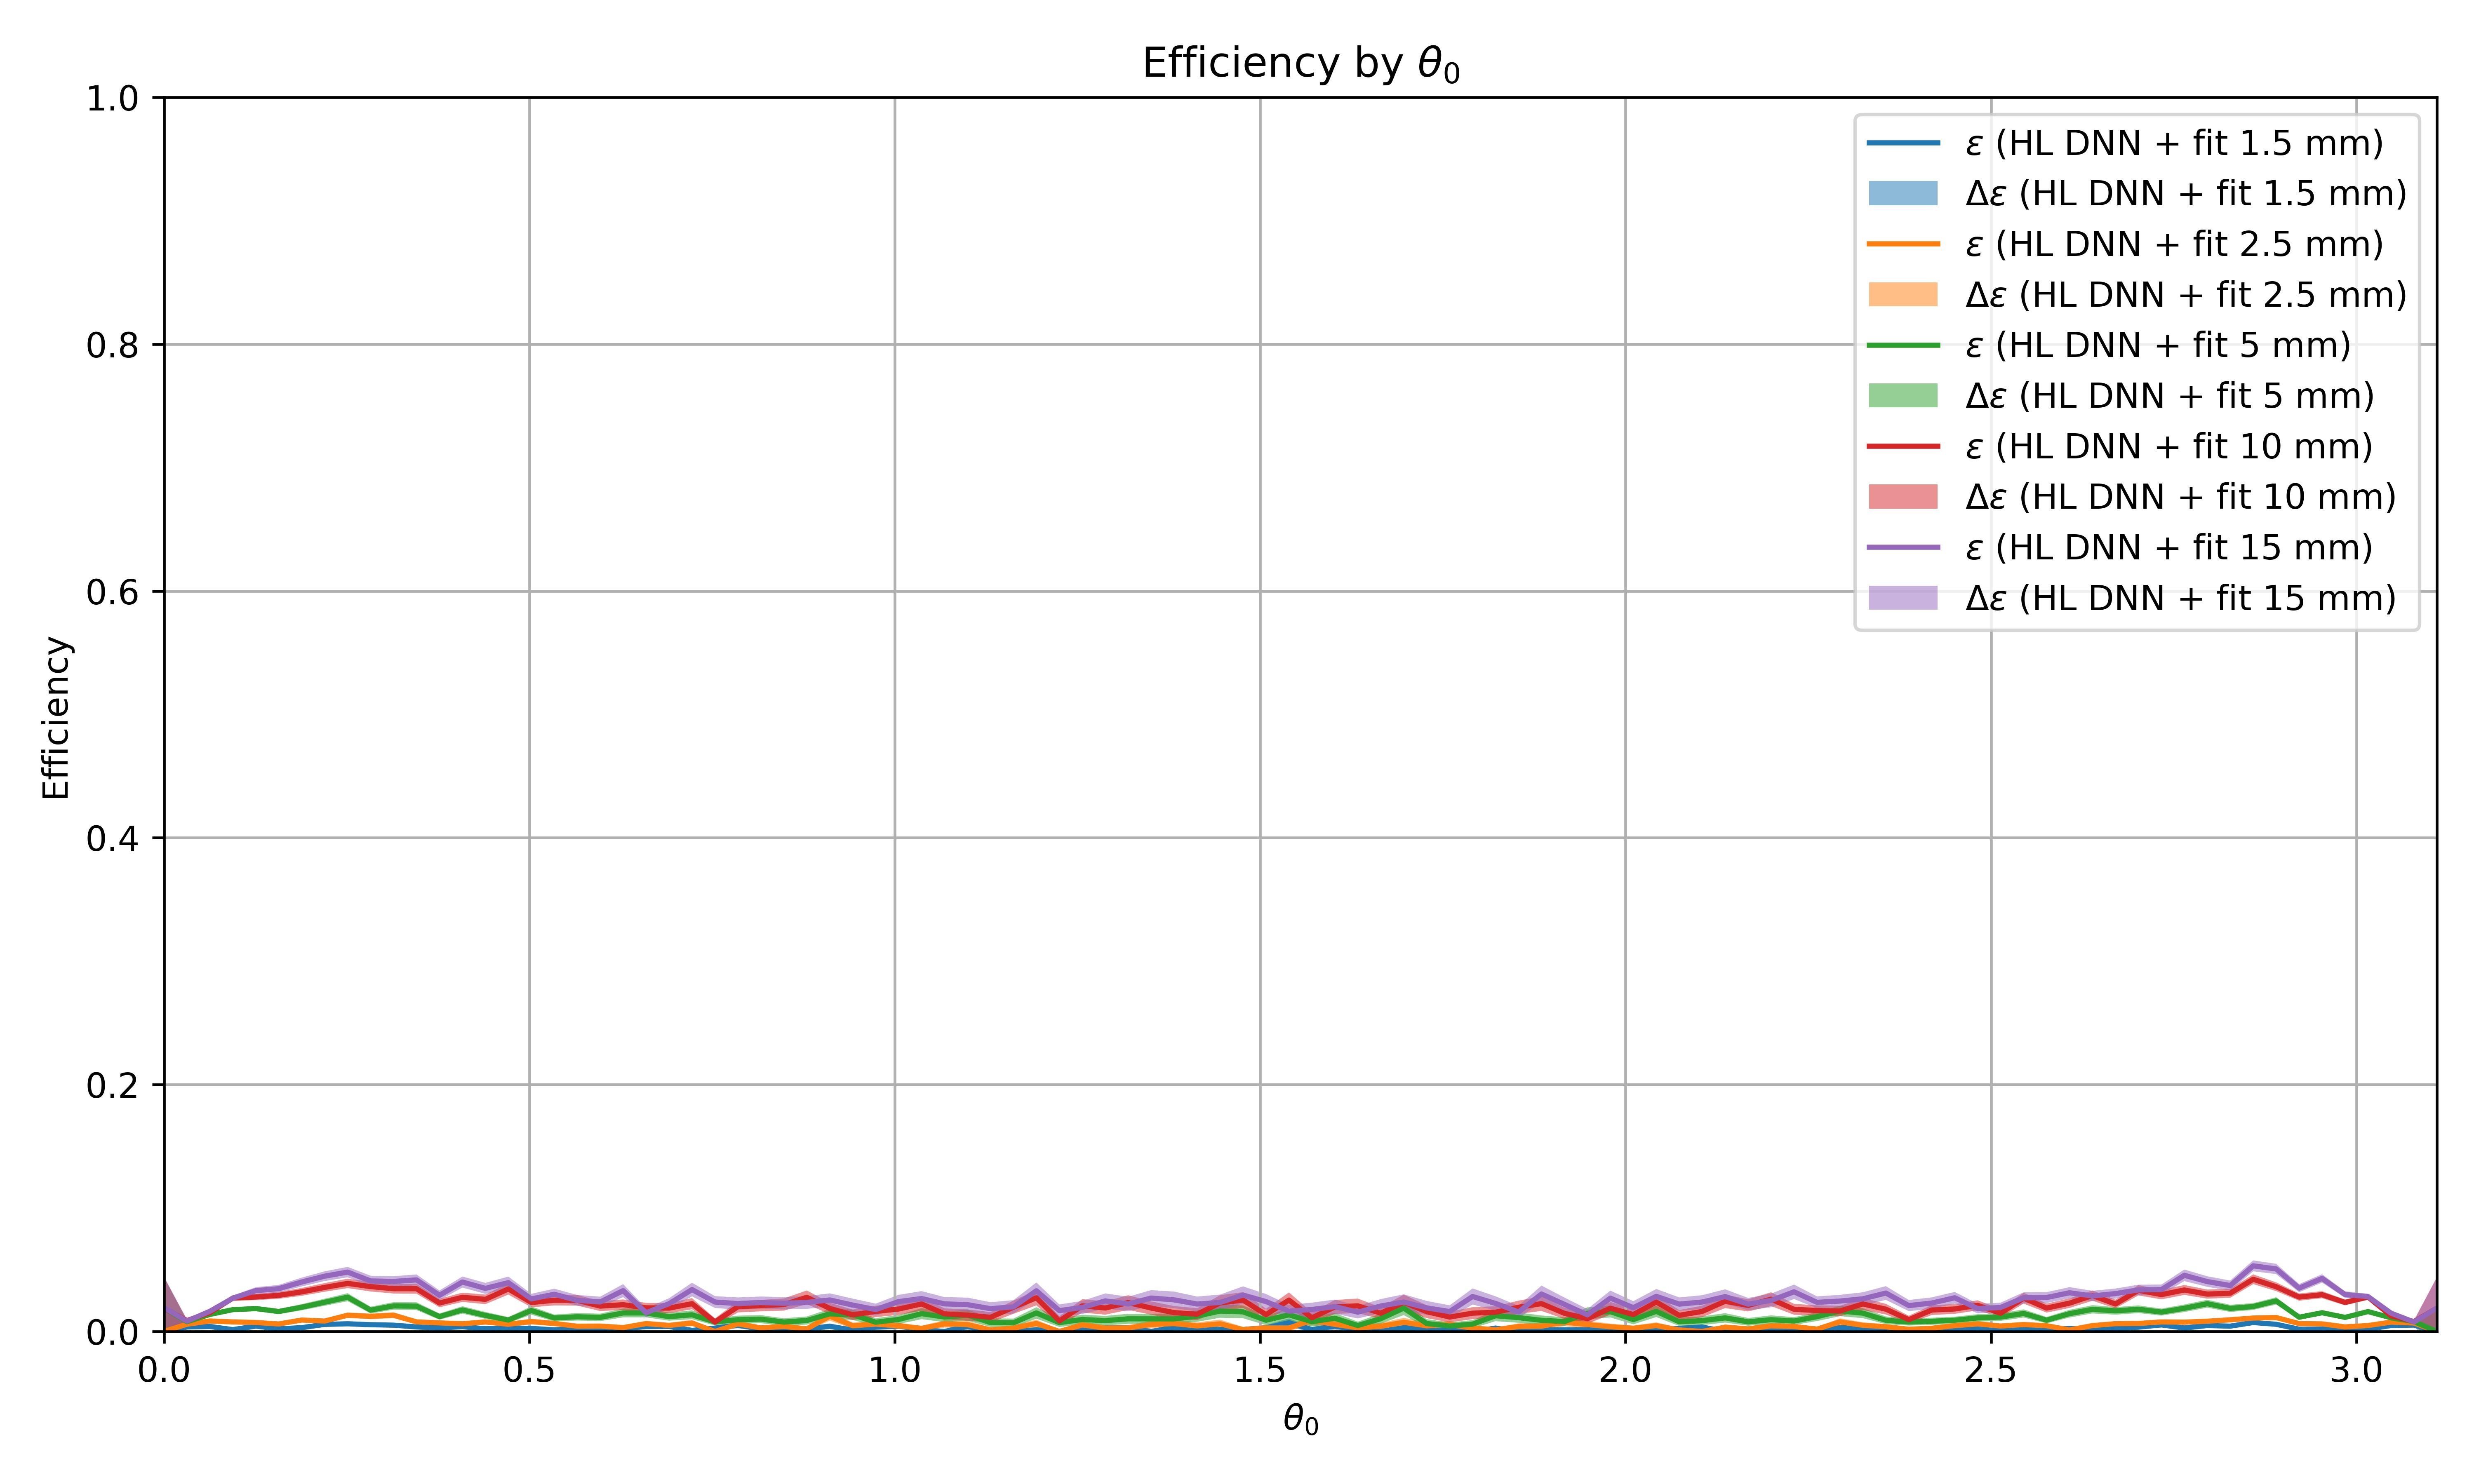 Efficiency by θ₀
1.0
0.8
0.6
0.4
0.2
0.0
Efficiency
ε (HL DNN + fit 1.5 mm)
Δε (HL DNN + fit 1.5 mm)
ε (HL DNN + fit 2.5 mm)
Δε (HL DNN + fit 2.5 mm)
ε (HL DNN + fit 5 mm)
Δε (HL DNN + fit 5 mm)
ε (HL DNN + fit 10 mm)
Δε (HL DNN + fit 10 mm)
ε (HL DNN + fit 15 mm)
Δε (HL DNN + fit 15 mm)
0.0 0.5 1.0 1.5 2.0 2.5 3.0
θ₀